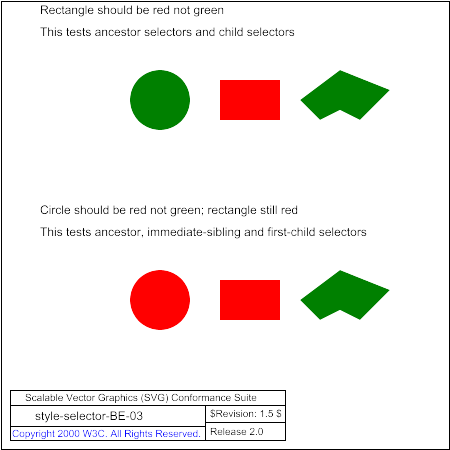 Rectangle should be red not green
This tests ancestor selectors and child selectors
Circle should be red not green; rectangle still red
This tests ancestor, immediate-sibling and first-child selectors
Scalable Vector Graphics (SVG) Conformance Suite
style-selector-BE-03
$Revision: 1.5 $
Copyright 2000 W3C. All Rights Reserved.
Release 2.0